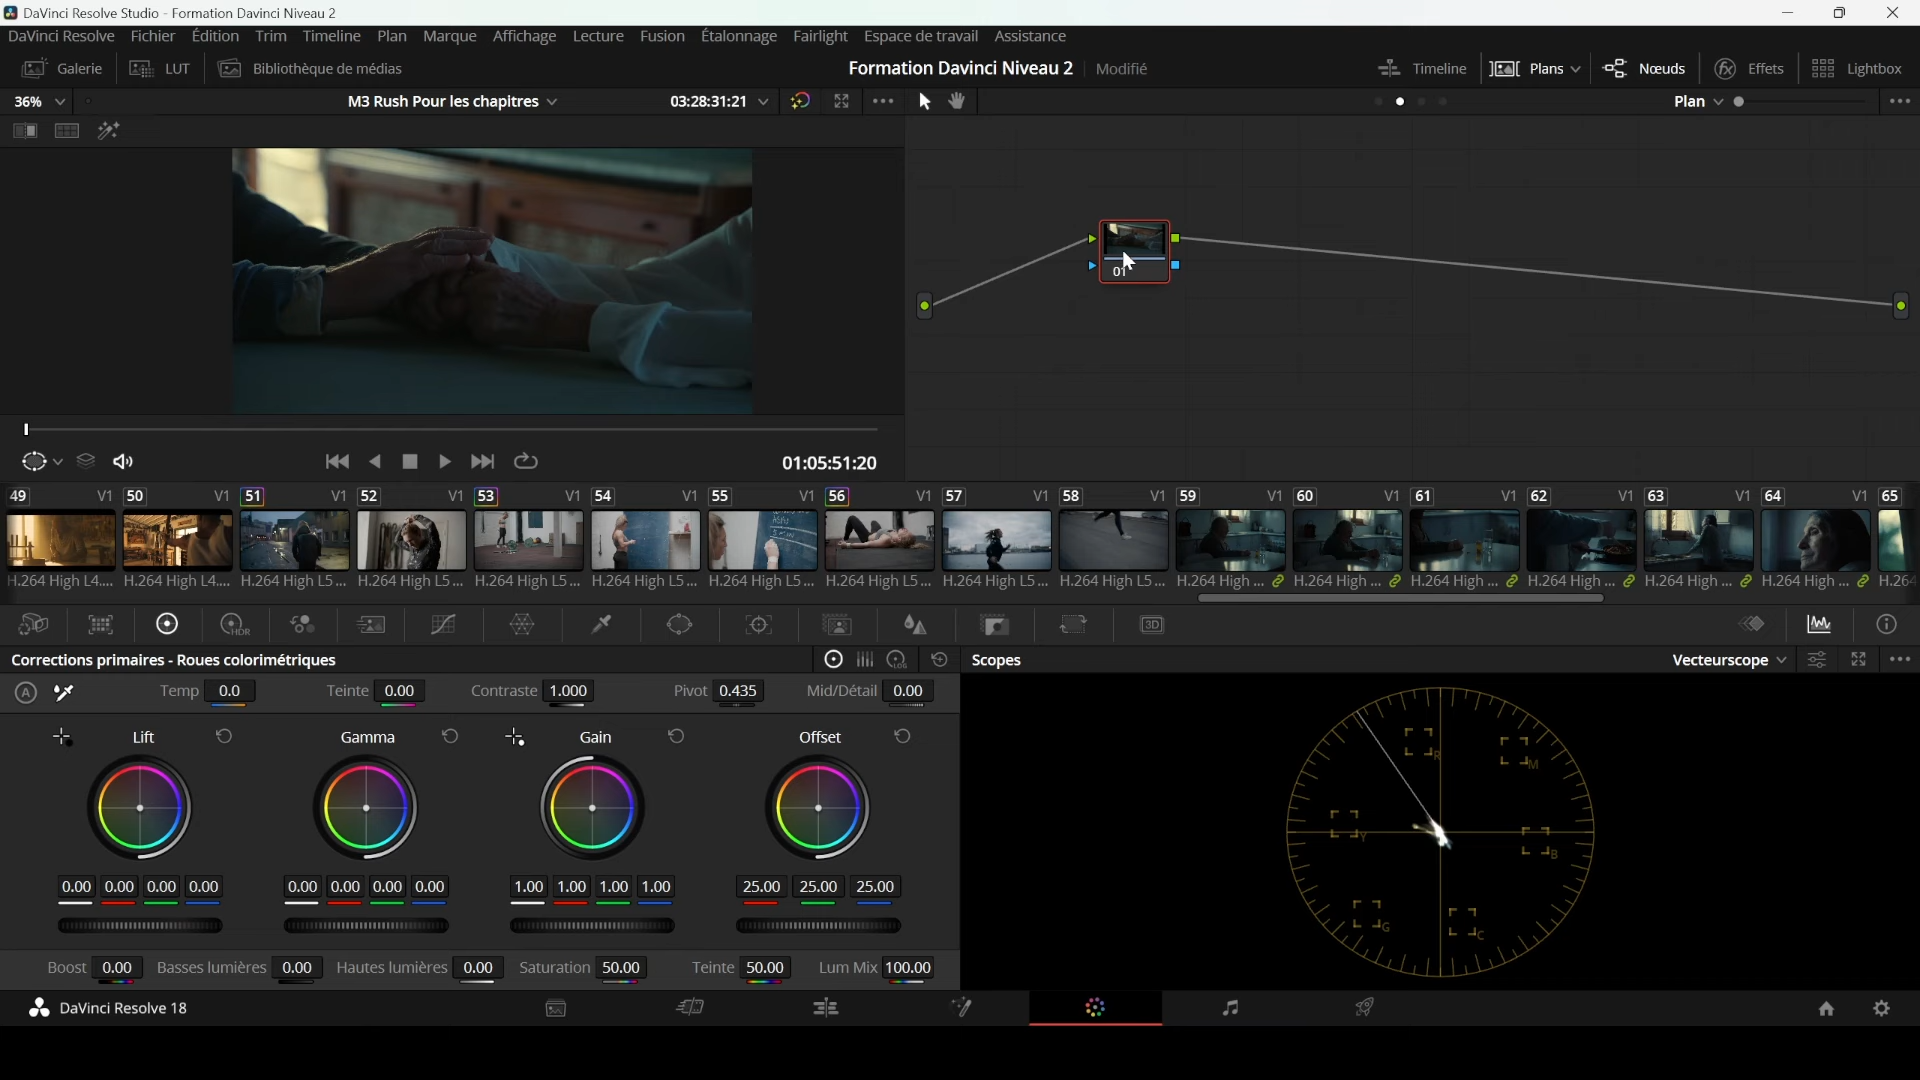 DaVinci Resolve Studio - Formation Davinci Niveau 2
DaVinci Resolve Fichier Édition Trim Timeline Plan Marque Affichage Lecture Fusion Étalonnage Fairlight Espace de travail Assistance
Galerie LUT Bibliothèque de médias Formation Davinci Niveau 2 Modifié Timeline Plans Nœuds Effets Lightbox
36% M3 Rush Pour les chapitres 03:28:31:21 Plan
01
01:05:51:20
49 V1 50 V1 51 V1 52 V1 53 V1 54 V1 55 V1 56 V1 57 V1 58 V1 59 V1 60 V1 61 V1 62 V1 63 V1 64 V1 65
H.264 High L4... H.264 High L4... H.264 High L5... H.264 High L5... H.264 High L5... H.264 High L5... H.264 High L5... H.264 High L5... H.264 High L5... H.264 High L5... H.264 High ... H.264 High ... H.264 High ... H.264 High ... H.264 High ... H.264 High ... H.264
HDR 3D
Corrections primaires - Roues colorimétriques LOG Scopes Vecteurscope
A Temp 0.0 Teinte 0.00 Contraste 1.000 Pivot 0.435 Mid/Détail 0.00
Lift Gamma Gain Offset
R M
Y B
G C
0.00 0.00 0.00 0.00 0.00 0.00 0.00 0.00 1.00 1.00 1.00 1.00 25.00 25.00 25.00
Boost 0.00 Basses lumières 0.00 Hautes lumières 0.00 Saturation 50.00 Teinte 50.00 Lum Mix 100.00
DaVinci Resolve 18